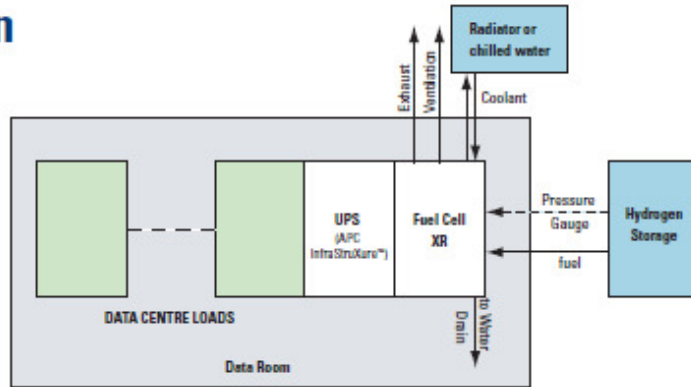 n
Radiator or
chilled water
Exhaust
Ventilation
Coolant
UPS
(APC
InfraStruXure™)
Fuel Cell
XR
Pressure
Gauge
fuel
Hydrogen
Storage
DATA CENTRE LOADS
to Water
Drain
Data Room